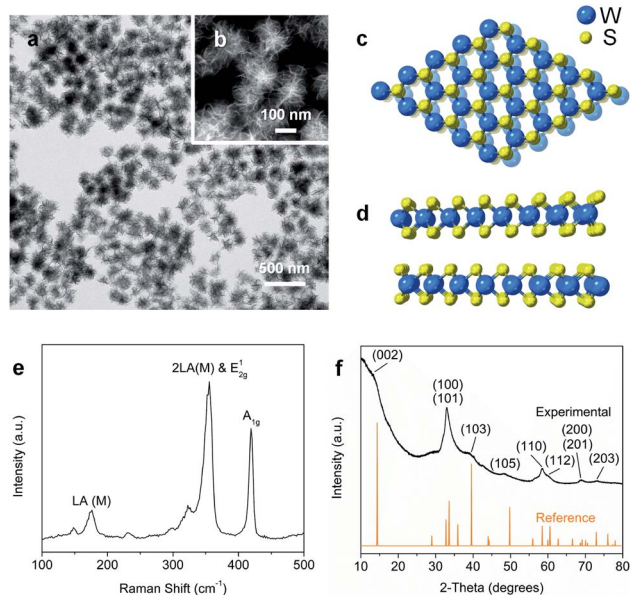 a
b
100 nm
500 nm
W
S
c
d
e
2LA(M) & E¹₂g
A₁g
LA (M)
Intensity (a.u.)
100 200 300 400 500
Raman Shift (cm⁻¹)
f
(002)
(100)
(101)
Experimental
(103)
(200)
(201)
(110)
(105)
(112)
(203)
Reference
Intensity (a.u.)
10 20 30 40 50 60 70 80
2-Theta (degrees)